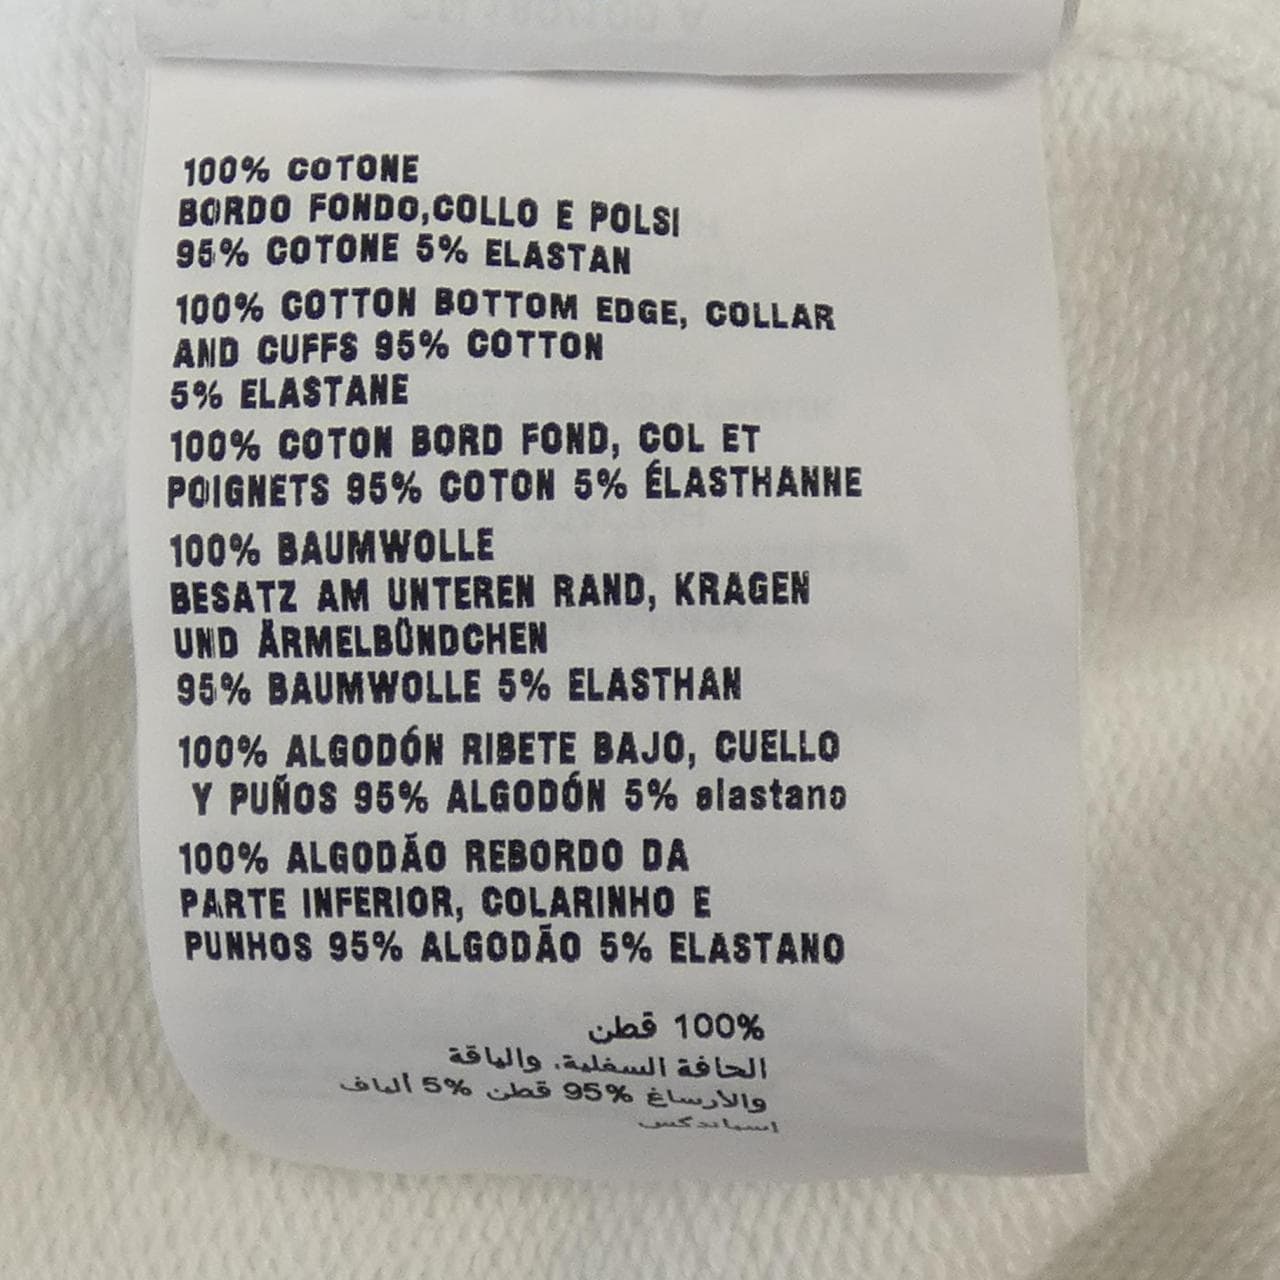 100% COTONE
BORDO FONDO,COLLO E POLSI
95% COTONE 5% ELASTAN
100% COTTON BOTTOM EDGE, COLLAR
AND CUFFS 95% COTTON
5% ELASTANE
100% COTON BORD FOND, COL ET
POIGNETS 95% COTON 5% ÉLASTHANNE
100% BAUMWOLLE
BESATZ AM UNTEREN RAND, KRAGEN
UND ÄRMELBÜNDCHEN
95% BAUMWOLLE 5% ELASTHAN
100% ALGODÓN RIBETE BAJO, CUELLO
Y PUÑOS 95% ALGODÓN 5% elastano
100% ALGODÃO REBORDO DA
PARTE INFERIOR, COLARINHO E
PUNHOS 95% ALGODÃO 5% ELASTANO
100% قطن
الحافة السفلية، والياقة
والأرساغ 95% قطن 5% ألياف
اسباندكس